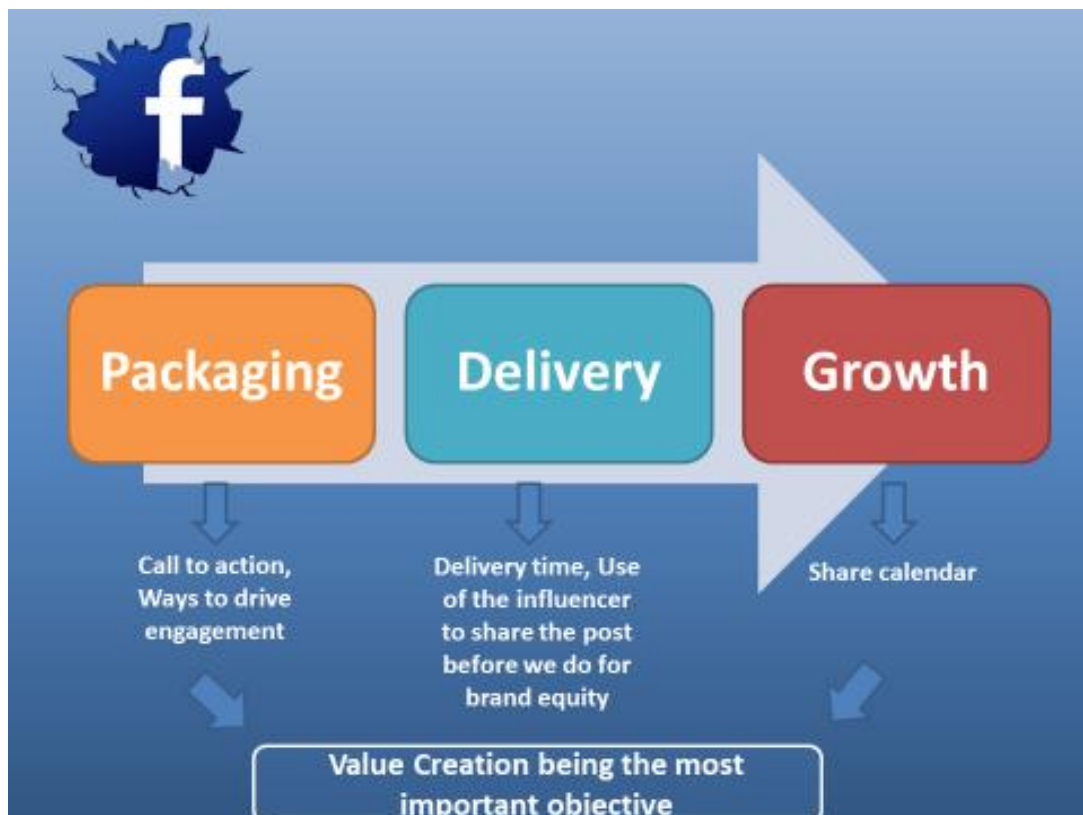 f
Packaging
Delivery
Growth
Call to action,
Ways to drive
engagement
Delivery time, Use
of the influencer
to share the post
before we do for
brand equity
Share calendar
Value Creation being the most
important objective